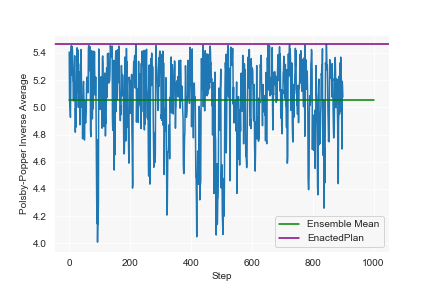 5.4
5.2
5.0
4.8
4.6
4.4
4.2
4.0
Polsby-Popper Inverse Average
Ensemble Mean
EnactedPlan
0 200 400 600 800 1000
Step